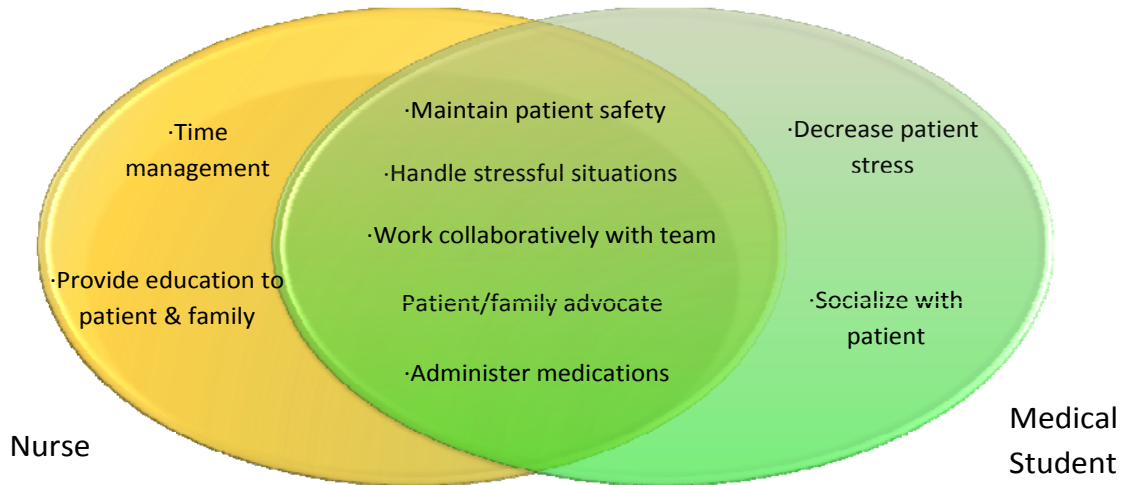 ·Time
management
·Provide education to
patient & family
·Maintain patient safety
·Handle stressful situations
·Work collaboratively with team
Patient/family advocate
·Administer medications
·Decrease patient
stress
·Socialize with
patient
Nurse
Medical
Student